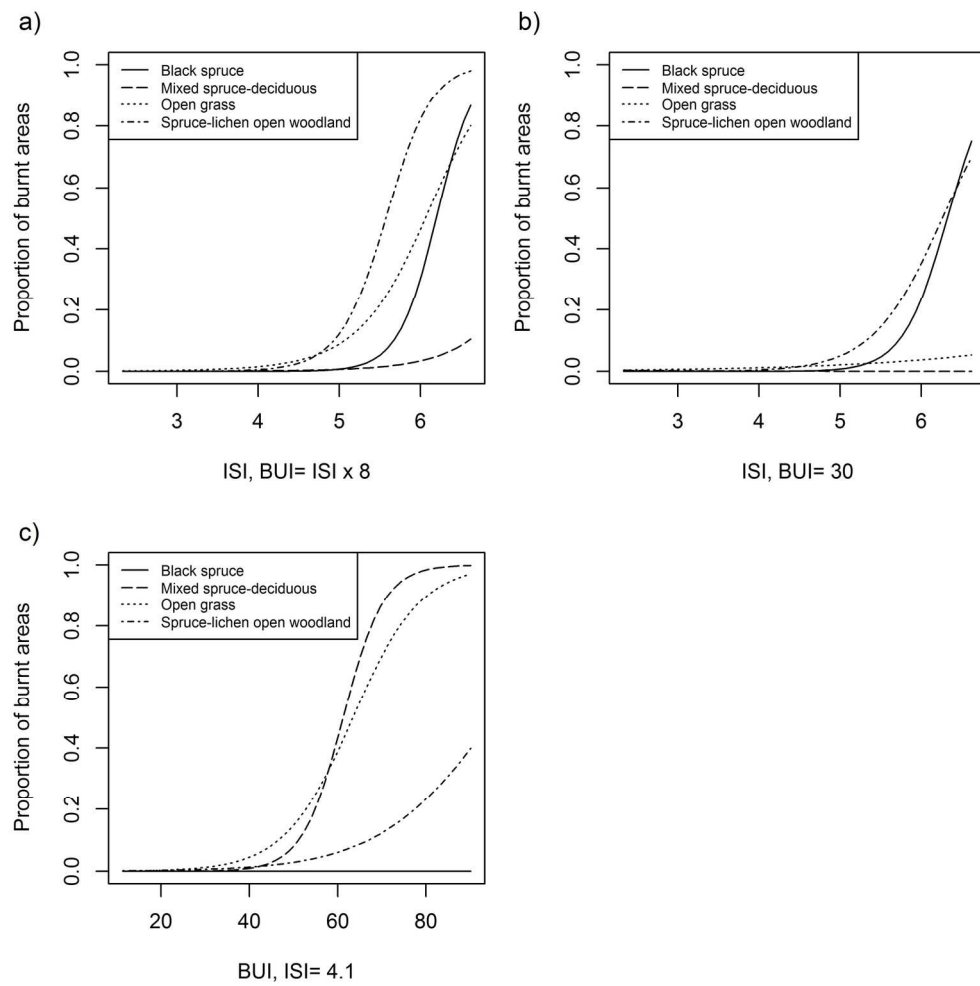 a)
Proportion of burnt areas
0.0 0.2 0.4 0.6 0.8 1.0
Black spruce
Mixed spruce-deciduous
Open grass
Spruce-lichen open woodland
3 4 5 6
ISI, BUI= ISI x 8
b)
Proportion of burnt areas
0.0 0.2 0.4 0.6 0.8 1.0
Black spruce
Mixed spruce-deciduous
Open grass
Spruce-lichen open woodland
3 4 5 6
ISI, BUI= 30
c)
Proportion of burnt areas
0.0 0.2 0.4 0.6 0.8 1.0
Black spruce
Mixed spruce-deciduous
Open grass
Spruce-lichen open woodland
20 40 60 80
BUI, ISI= 4.1